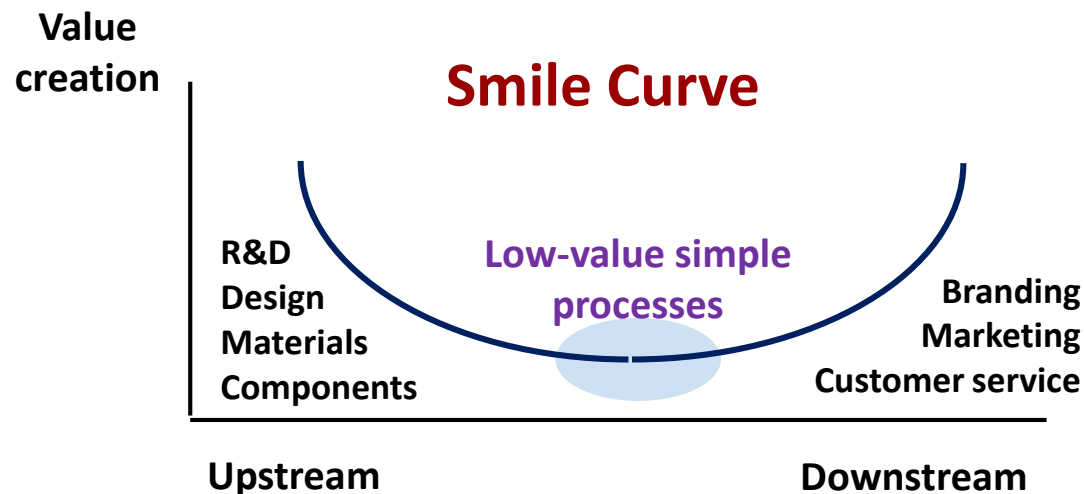 Value
creation
Smile Curve
R&D
Design
Materials
Components
Low-value simple
processes
Branding
Marketing
Customer service
Upstream
Downstream